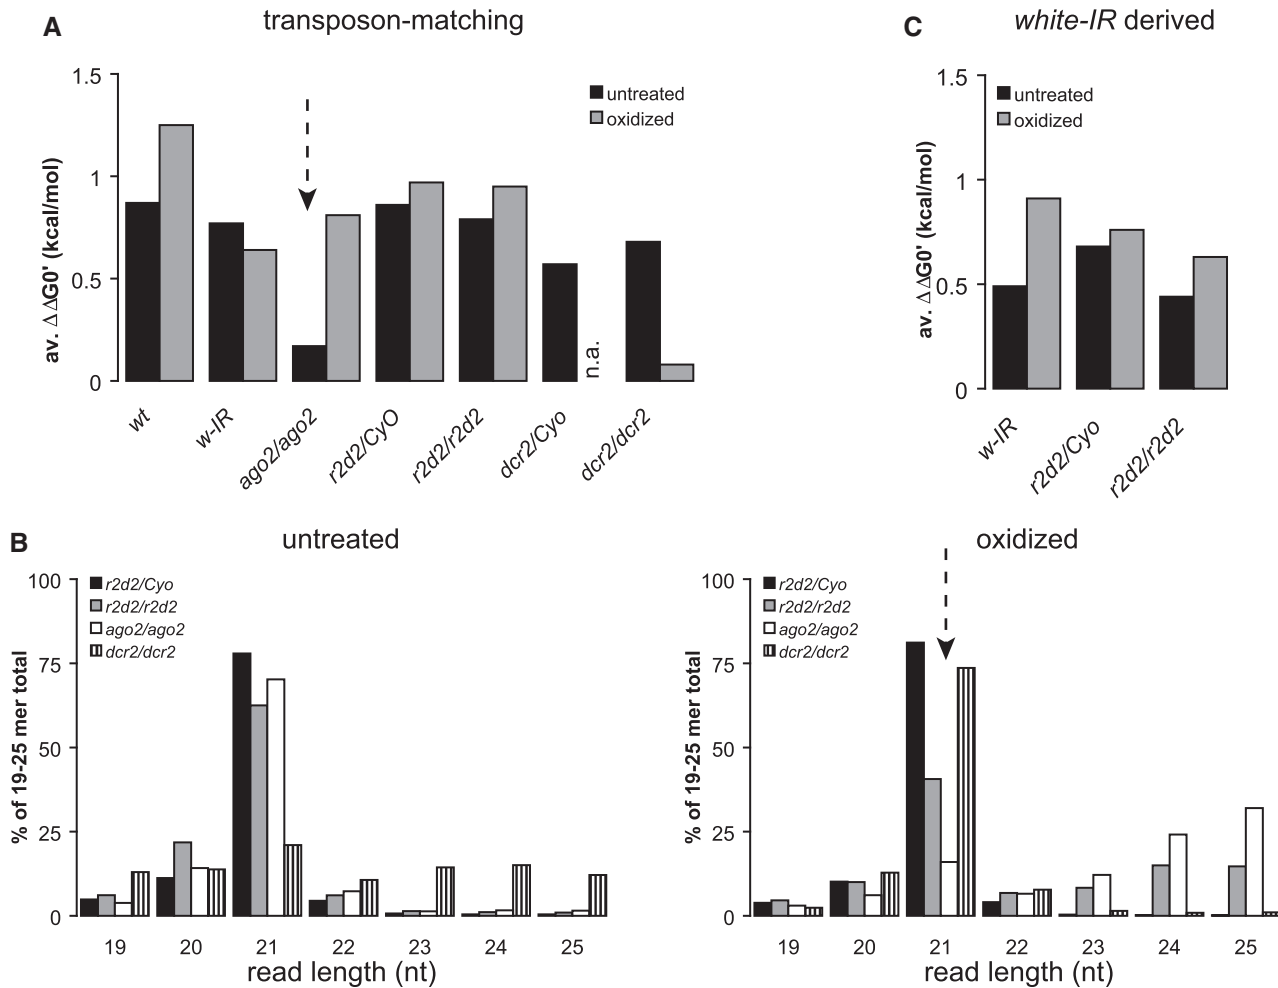 A
transposon-matching
untreated
oxidized
av. Δ ΔG0' (kcal/mol)
1.5
1
0.5
0
n.a.
wt
w-IR
ago2/ago2
r2d2/CyO
r2d2/r2d2
dcr2/Cyo
dcr2/dcr2
C
white-IR derived
untreated
oxidized
av. Δ ΔG0' (kcal/mol)
1.5
1
0.5
0
w-IR
r2d2/Cyo
r2d2/r2d2
B
untreated
r2d2/Cyo
r2d2/r2d2
ago2/ago2
dcr2/dcr2
% of 19-25 mer total
100
75
50
25
0
19 20 21 22 23 24 25
read length (nt)
oxidized
r2d2/Cyo
r2d2/r2d2
ago2/ago2
dcr2/dcr2
% of 19-25 mer total
100
75
50
25
0
19 20 21 22 23 24 25
read length (nt)